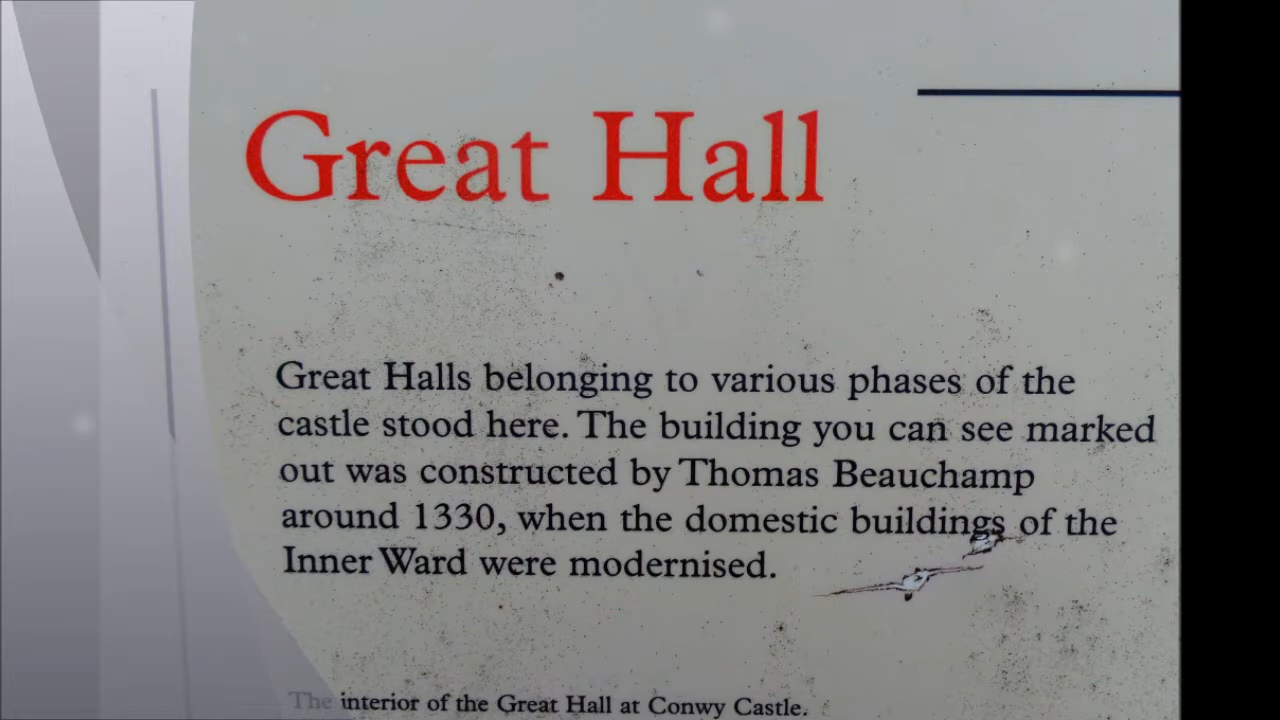 Great Hall
Great Halls belonging to various phases of the
castle stood here. The building you can see marked
out was constructed by Thomas Beauchamp
around 1330, when the domestic buildings of the
Inner Ward were modernised.
The interior of the Great Hall at Conwy Castle.